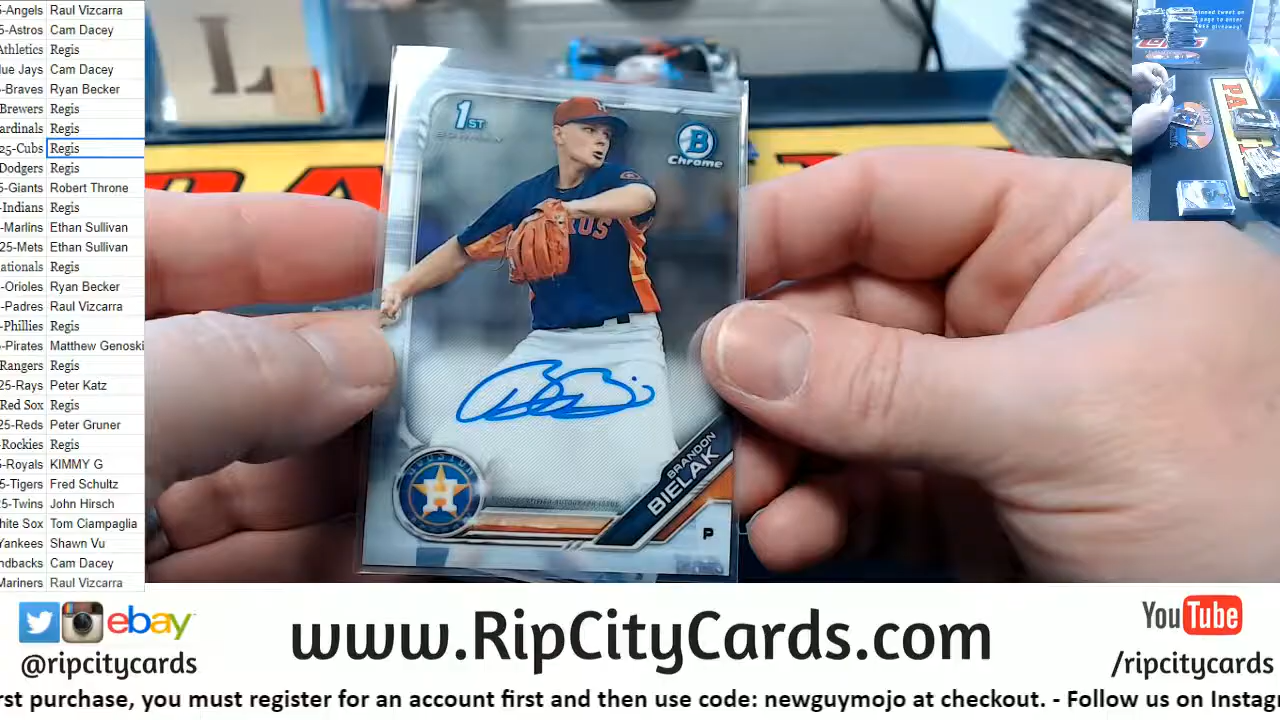 5-Angels Raul Vizcarra
5-Astros Cam Dacey
Athletics Regis
lue Jays Cam Dacey
-Braves Ryan Becker
Brewers Regis
ardinals Regis
25-Cubs Regis
Dodgers Regis
5-Giants Robert Throne
-Indians Regis
-Marlins Ethan Sullivan
25-Mets Ethan Sullivan
ationals Regis
-Orioles Ryan Becker
-Padres Raul Vizcarra
-Phillies Regis
-Pirates Matthew Genoski
Rangers Regis
25-Rays Peter Katz
Red Sox Regis
25-Reds Peter Gruner
-Rockies Regis
5-Royals KIMMY G
5-Tigers Fred Schultz
25-Twins John Hirsch
hite Sox Tom Ciampaglia
Yankees Shawn Vu
ndbacks Cam Dacey
Mariners Raul Vizcarra
1ST
BOWMAN
B
Chrome
HOUSTON
H
BRANDON
BIELAK
P
ebay
@ripcitycards
www.RipCityCards.com
YouTube
/ripcitycards
rst purchase, you must register for an account first and then use code: newguymojo at checkout. - Follow us on Instag